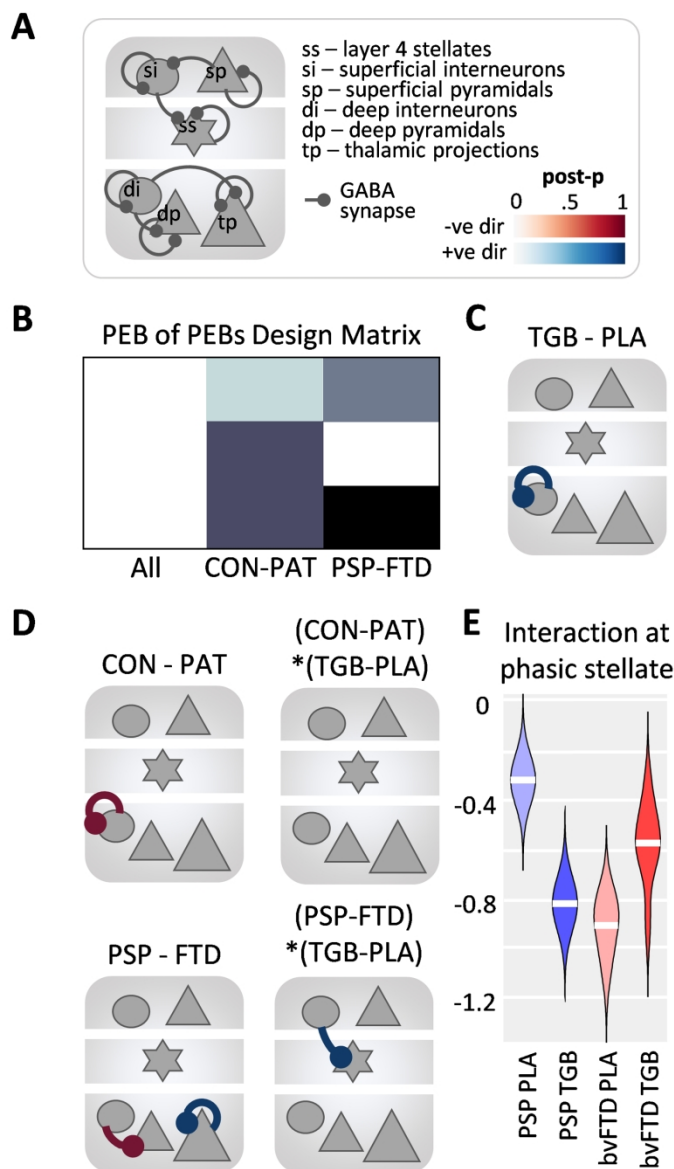 A
si
sp
ss
di
dp
tp
ss – layer 4 stellates
si – superficial interneurons
sp – superficial pyramidals
di – deep interneurons
dp – deep pyramidals
tp – thalamic projections
GABA
synapse
post-p
0 .5 1
-ve dir
+ve dir
B
PEB of PEBs Design Matrix
All CON-PAT PSP-FTD
C
TGB - PLA
D
CON - PAT
(CON-PAT)
*(TGB-PLA)
PSP - FTD
(PSP-FTD)
*(TGB-PLA)
E
Interaction at
phasic stellate
0
-0.4
-0.8
-1.2
PSP PLA
PSP TGB
bvFTD PLA
bvFTD TGB